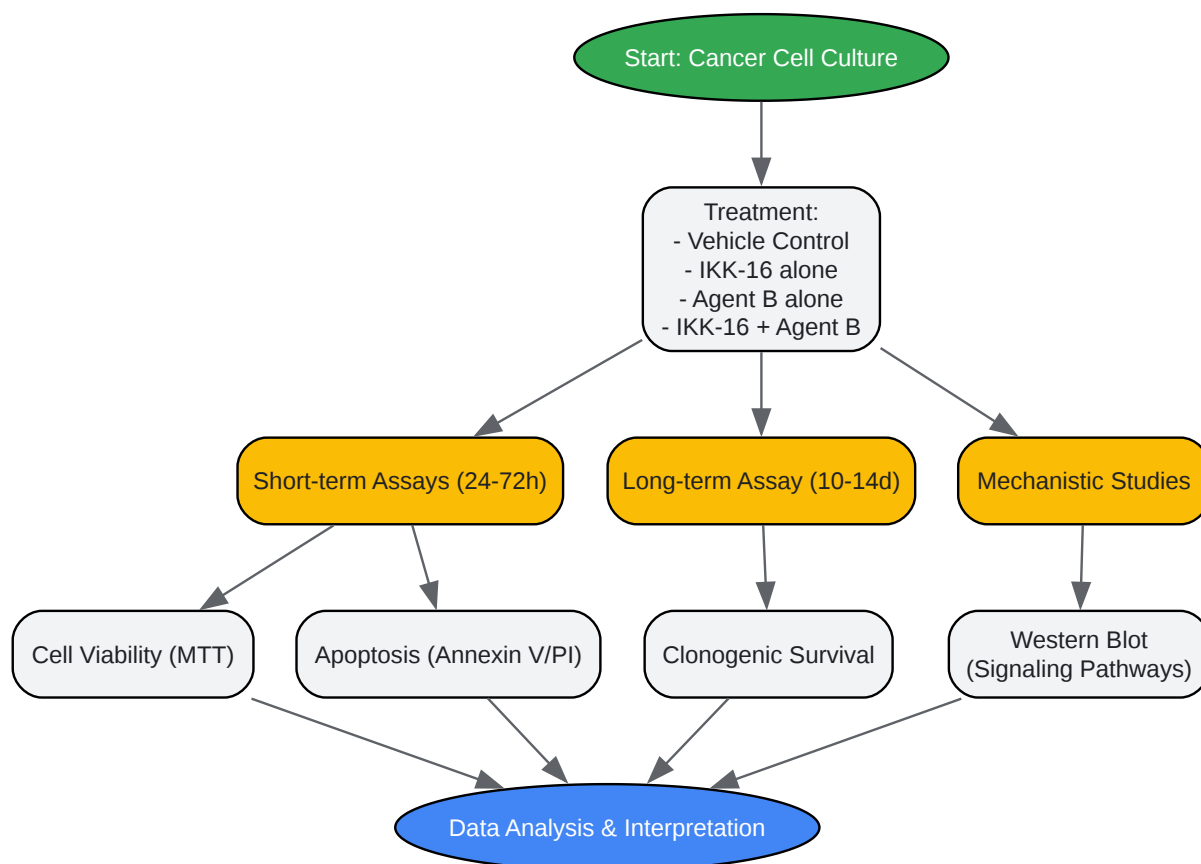 Start: Cancer Cell Culture
Treatment:
- Vehicle Control
- IKK-16 alone
- Agent B alone
- IKK-16 + Agent B
Short-term Assays (24-72h)
Long-term Assay (10-14d)
Mechanistic Studies
Cell Viability (MTT)
Apoptosis (Annexin V/PI)
Clonogenic Survival
Western Blot
(Signaling Pathways)
Data Analysis & Interpretation